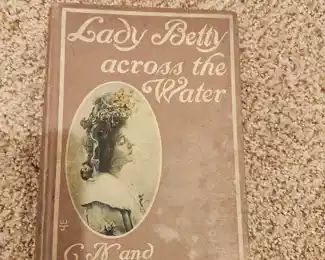 Lady Betty
across the
Water
C.N. and